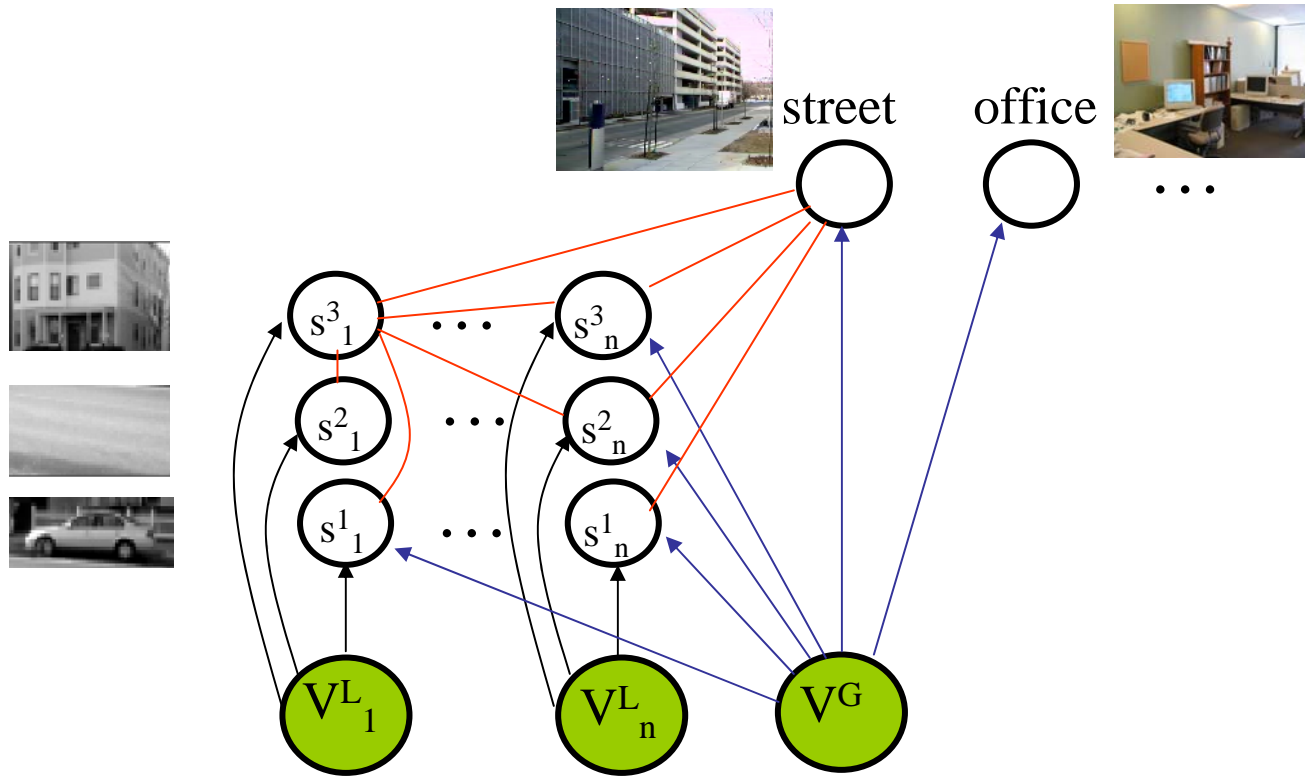 street office
. . .
s³₁ . . . s³ₙ
s²₁ . . . s²ₙ
s¹₁ . . . s¹ₙ
Vᴸ₁ Vᴸₙ Vᴳ